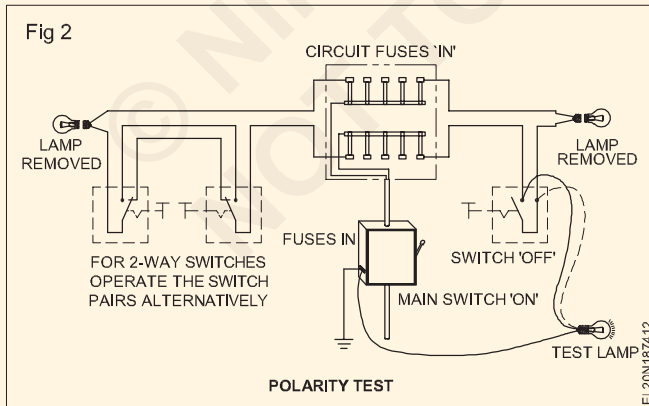 Fig 2
CIRCUIT FUSES 'IN'
LAMP
REMOVED
LAMP
REMOVED
FOR 2-WAY SWITCHES
OPERATE THE SWITCH
PAIRS ALTERNATIVELY
FUSES IN
SWITCH 'OFF'
MAIN SWITCH 'ON'
TEST LAMP
POLARITY TEST
EL20N187412